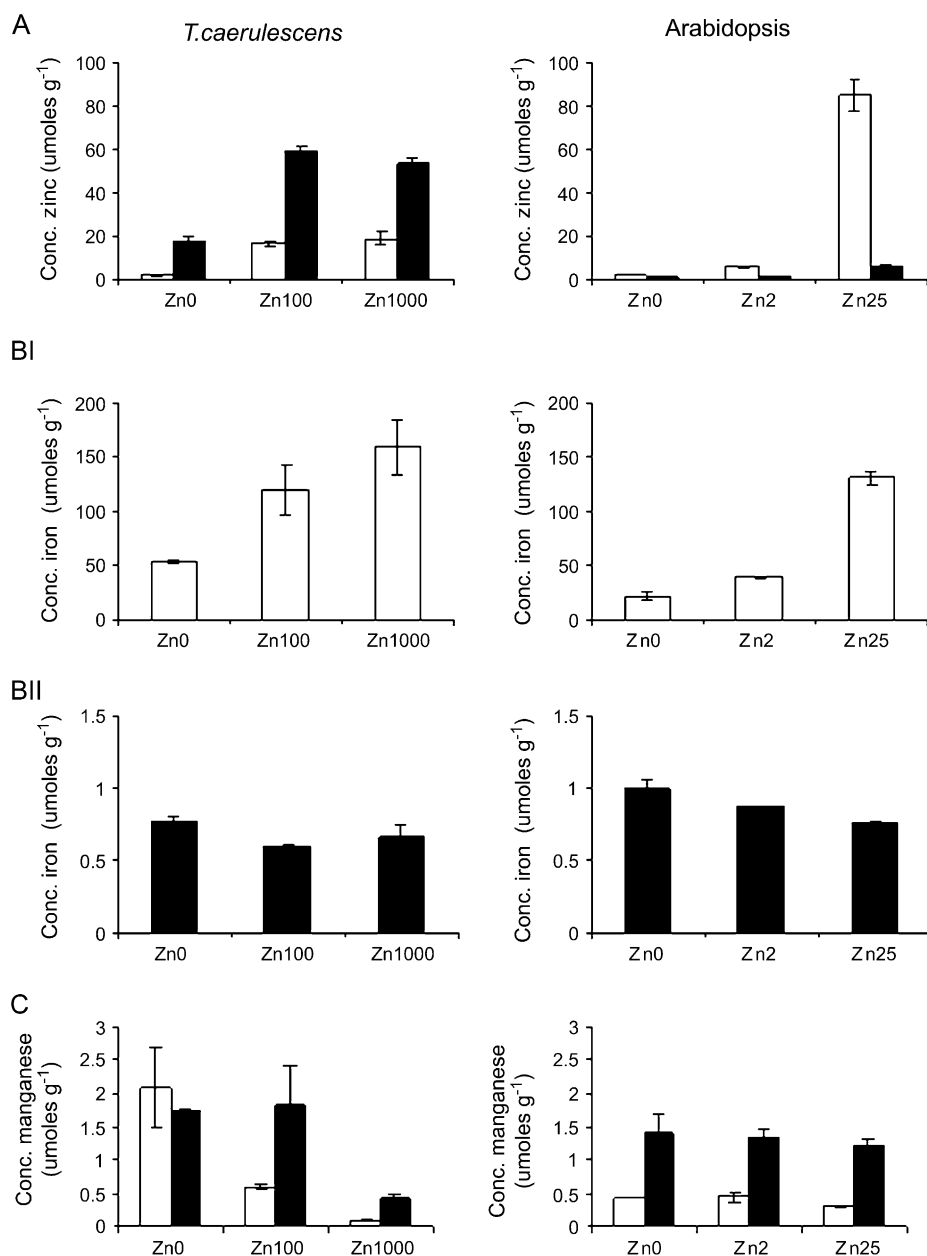 A
T.caerulescens
Arabidopsis
Conc. zinc (umoles g-1)
100
80
60
40
20
0
Zn0 Zn100 Zn1000
Conc. zinc (umoles g-1)
100
80
60
40
20
0
Zn0 Zn2 Zn25
BI
Conc. iron (umoles g-1)
200
150
100
50
0
Zn0 Zn100 Zn1000
Conc. iron (umoles g-1)
200
150
100
50
0
Zn0 Zn2 Zn25
BII
Conc. iron (umoles g-1)
1.5
1
0.5
0
Zn0 Zn100 Zn1000
Conc. iron (umoles g-1)
1.5
1
0.5
0
Zn0 Zn2 Zn25
C
Conc. manganese
(umoles g-1)
3
2.5
2
1.5
1
0.5
0
Zn0 Zn100 Zn1000
Conc. manganese
(umoles g-1)
3
2.5
2
1.5
1
0.5
0
Zn0 Zn2 Zn25